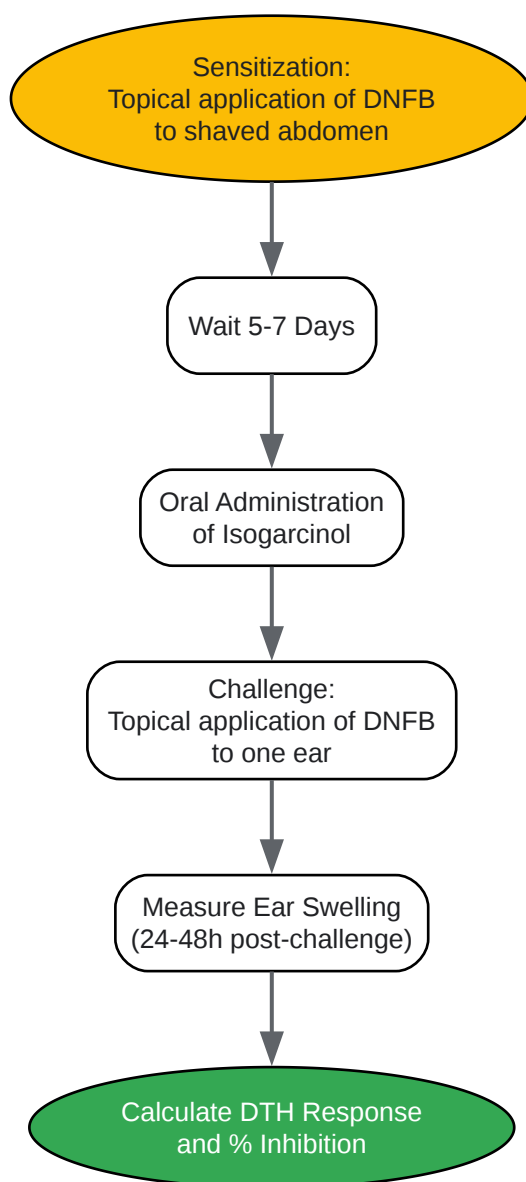 Sensitization:
Topical application of DNFB
to shaved abdomen
Wait 5-7 Days
Oral Administration
of Isogarcinol
Challenge:
Topical application of DNFB
to one ear
Measure Ear Swelling
(24-48h post-challenge)
Calculate DTH Response
and % Inhibition